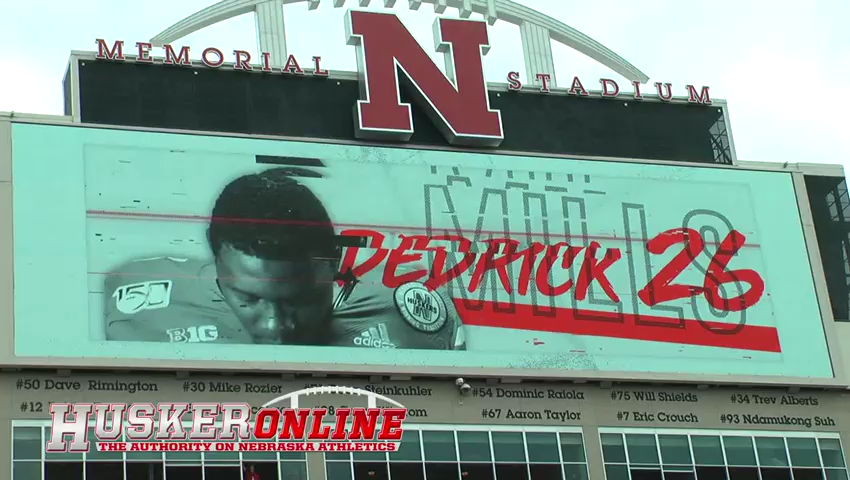 MEMORIAL N STADIUM
DEDRICK 26
MILLS
150
B1G
adidas
HUSKERS
N
#50 Dave Rimington #30 Mike Rozier Steinkuhler #54 Dominic Raiola #75 Will Shields #34 Trev Alberts
#12 #67 Aaron Taylor #7 Eric Crouch #93 Ndamukong Suh
HUSKERONLINE
THE AUTHORITY ON NEBRASKA ATHLETICS